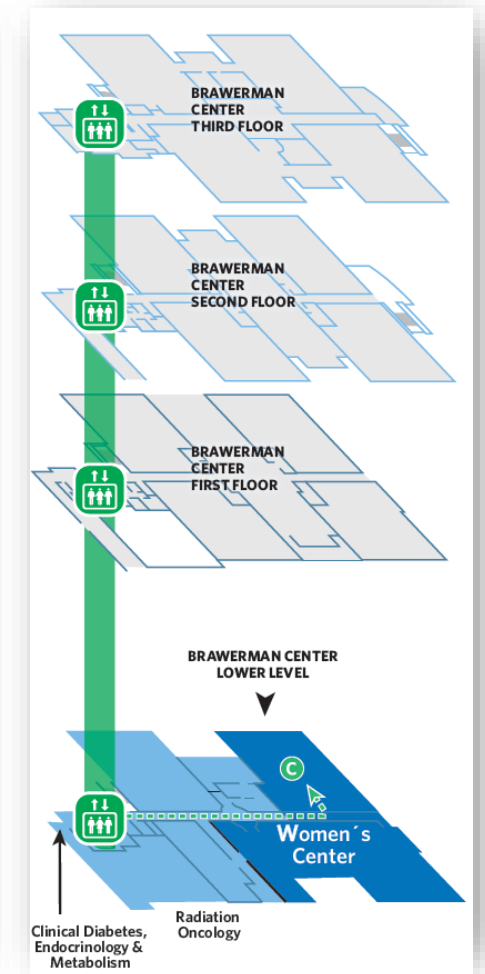 BRAWERMAN
CENTER
THIRD FLOOR
BRAWERMAN
CENTER
SECOND FLOOR
BRAWERMAN
CENTER
FIRST FLOOR
BRAWERMAN CENTER
LOWER LEVEL
C
Women´s
Center
Clinical Diabetes,
Endocrinology &
Metabolism
Radiation
Oncology